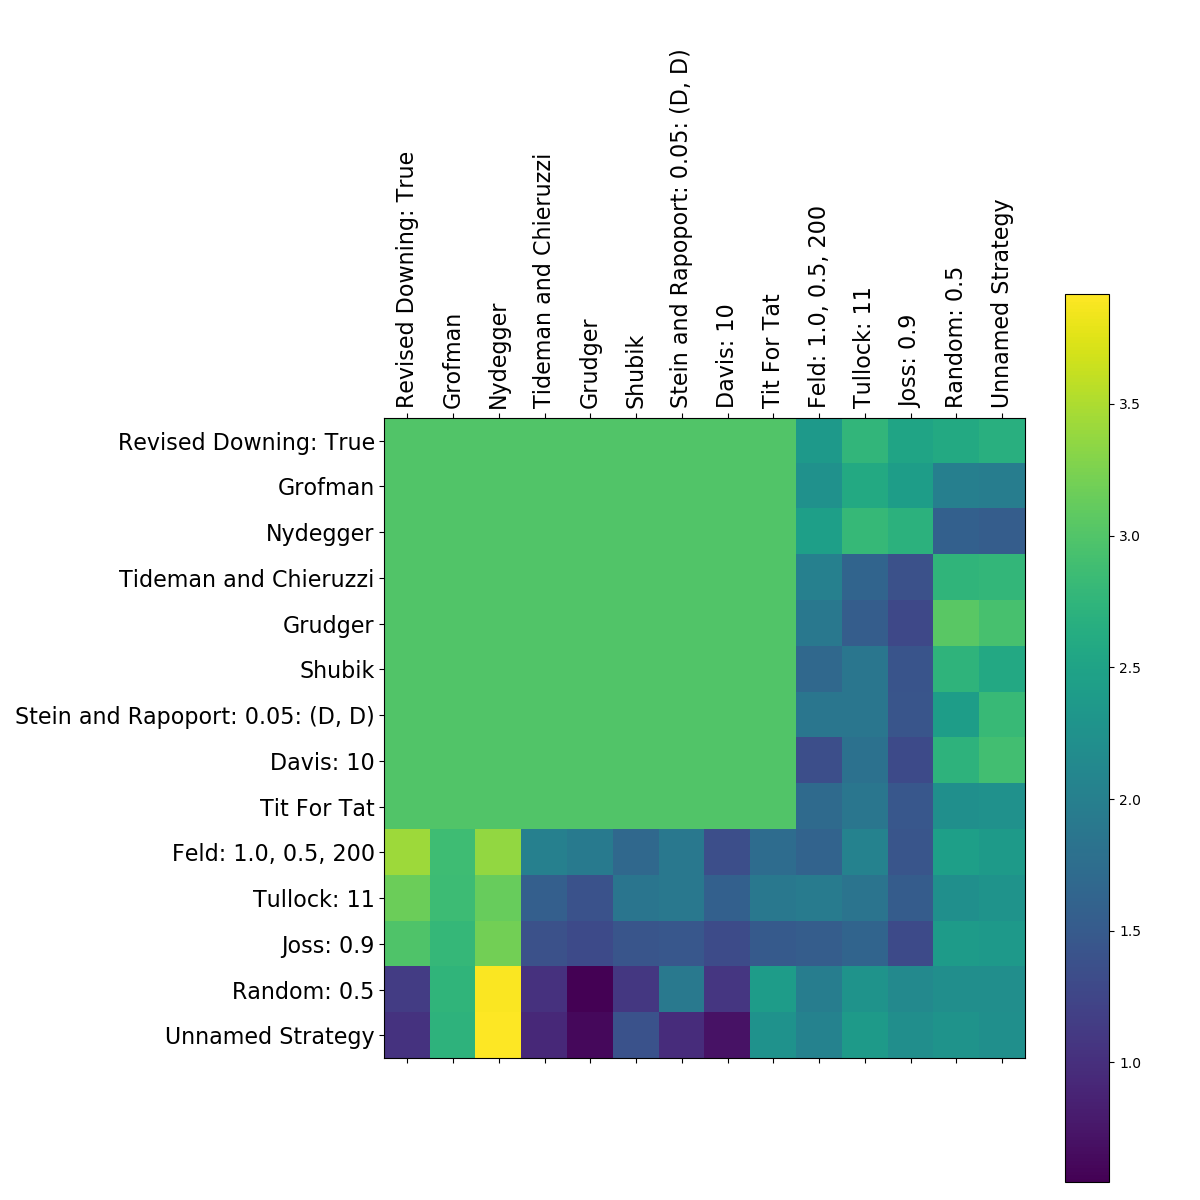 Revised Downing: True
Grofman
Nydegger
Tideman and Chieruzzi
Grudger
Shubik
Stein and Rapoport: 0.05: (D, D)
Davis: 10
Tit For Tat
Feld: 1.0, 0.5, 200
Tullock: 11
Joss: 0.9
Random: 0.5
Unnamed Strategy
Revised Downing: True
Grofman
Nydegger
Tideman and Chieruzzi
Grudger
Shubik
Stein and Rapoport: 0.05: (D, D)
Davis: 10
Tit For Tat
Feld: 1.0, 0.5, 200
Tullock: 11
Joss: 0.9
Random: 0.5
Unnamed Strategy
3.5
3.0
2.5
2.0
1.5
1.0